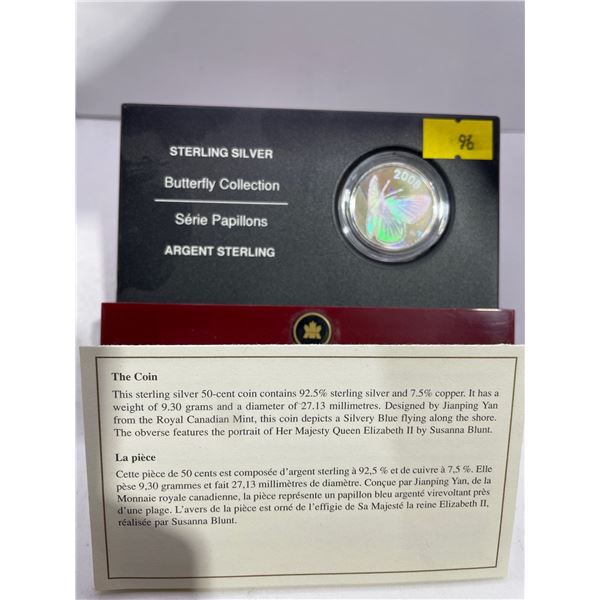 STERLING SILVER
Butterfly Collection
Série Papillons
ARGENT STERLING
96
2006
The Coin
This sterling silver 50-cent coin contains 92.5% sterling silver and 7.5% copper. It has a
weight of 9.30 grams and a diameter of 27.13 millimetres. Designed by Jianping Yan
from the Royal Canadian Mint, this coin depicts a Silvery Blue flying along the shore.
The obverse features the portrait of Her Majesty Queen Elizabeth II by Susanna Blunt.
La pièce
Cette pièce de 50 cents est composée d'argent sterling à 92,5 % et de cuivre à 7,5 %. Elle
pèse 9,30 grammes et fait 27,13 millimètres de diamètre. Conçue par Jianping Yan, de la
Monnaie royale canadienne, la pièce représente un papillon bleu argenté virevoltant près
d'une plage. L'avers de la pièce est orné de l'effigie de Sa Majesté la reine Elizabeth II,
réalisée par Susanna Blunt.